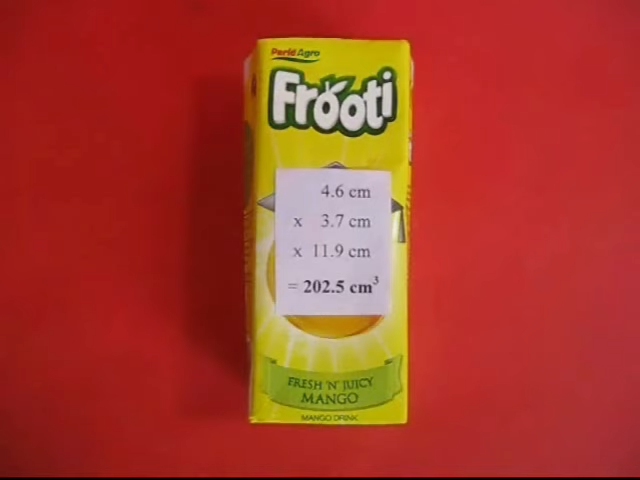 Parlé Agro
Frooti
4.6 cm
x 3.7 cm
x 11.9 cm
= 202.5 cm³
FRESH 'N' JUICY
MANGO
MANGO DRINK